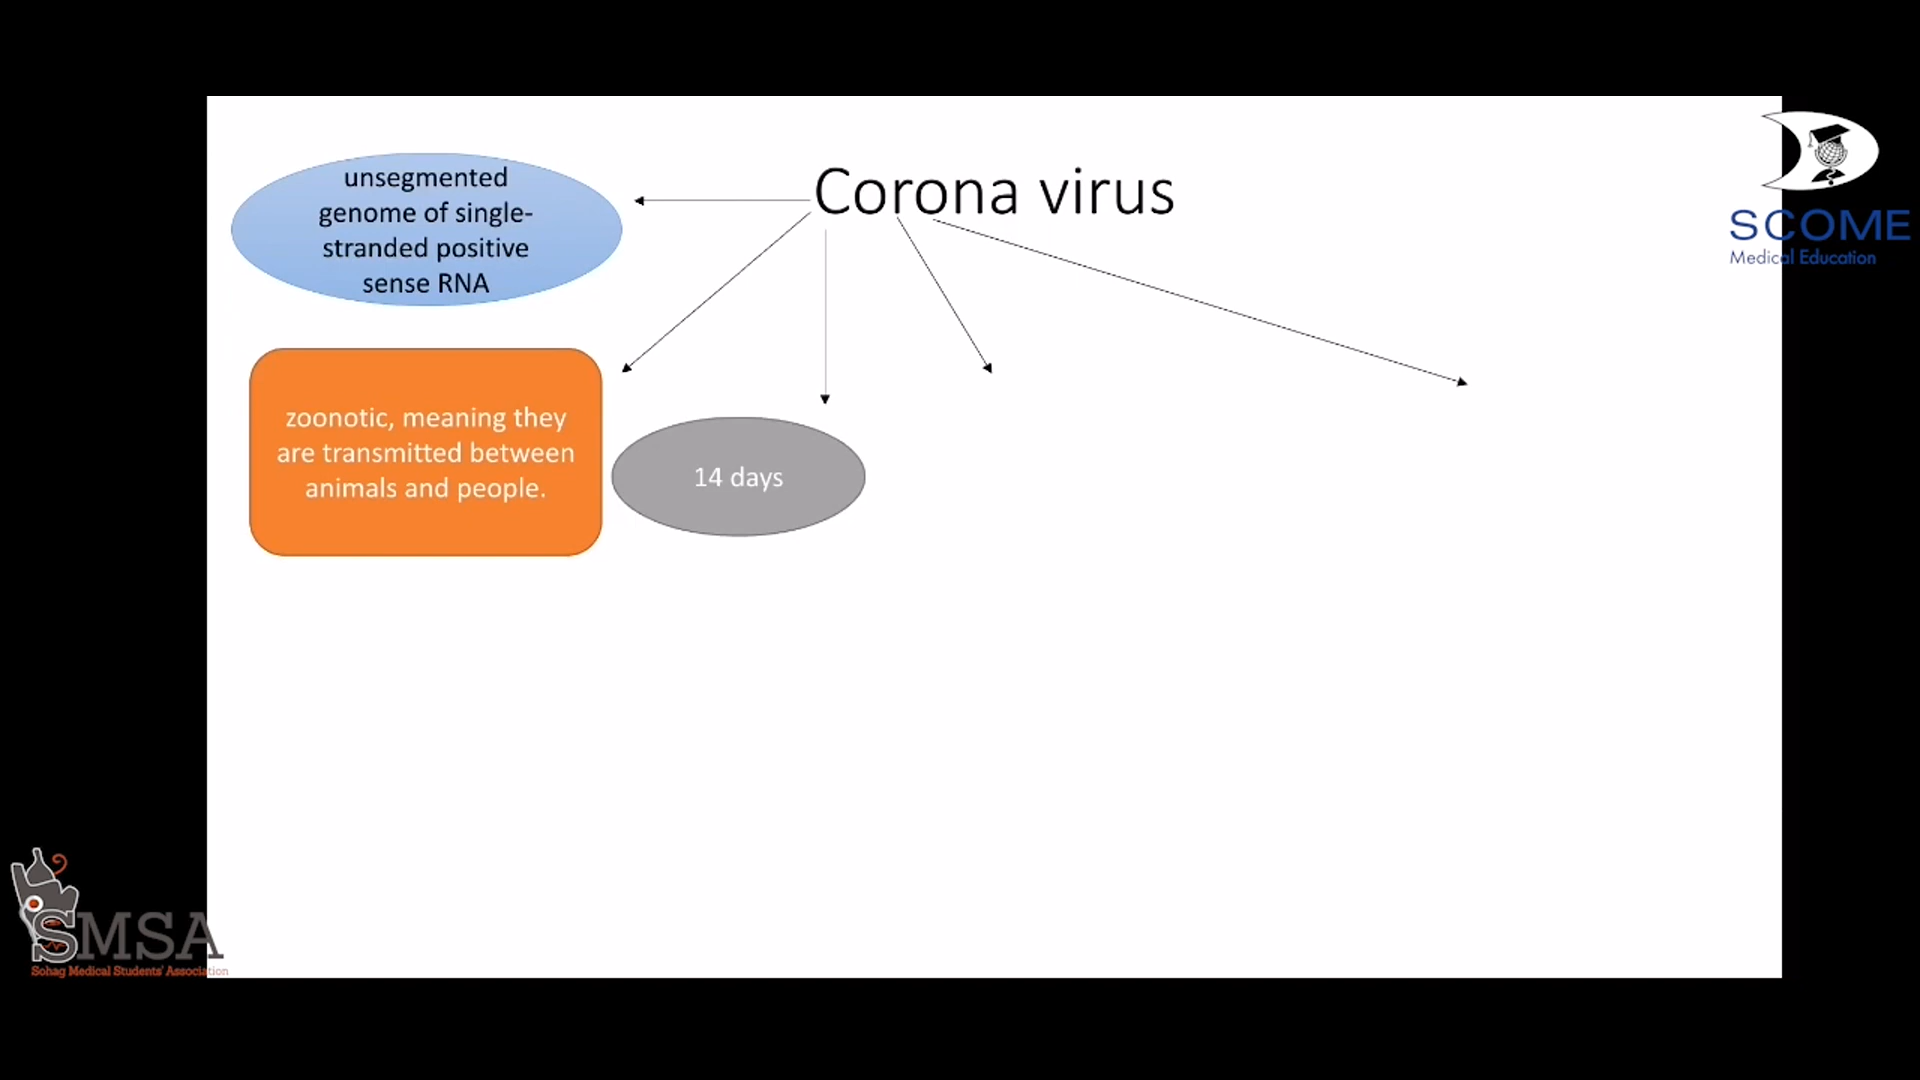 Corona virus
unsegmented
genome of single-
stranded positive
sense RNA
zoonotic, meaning they
are transmitted between
animals and people.
14 days
SCOME
Medical Education
SMSA
Sohag Medical Students' Association